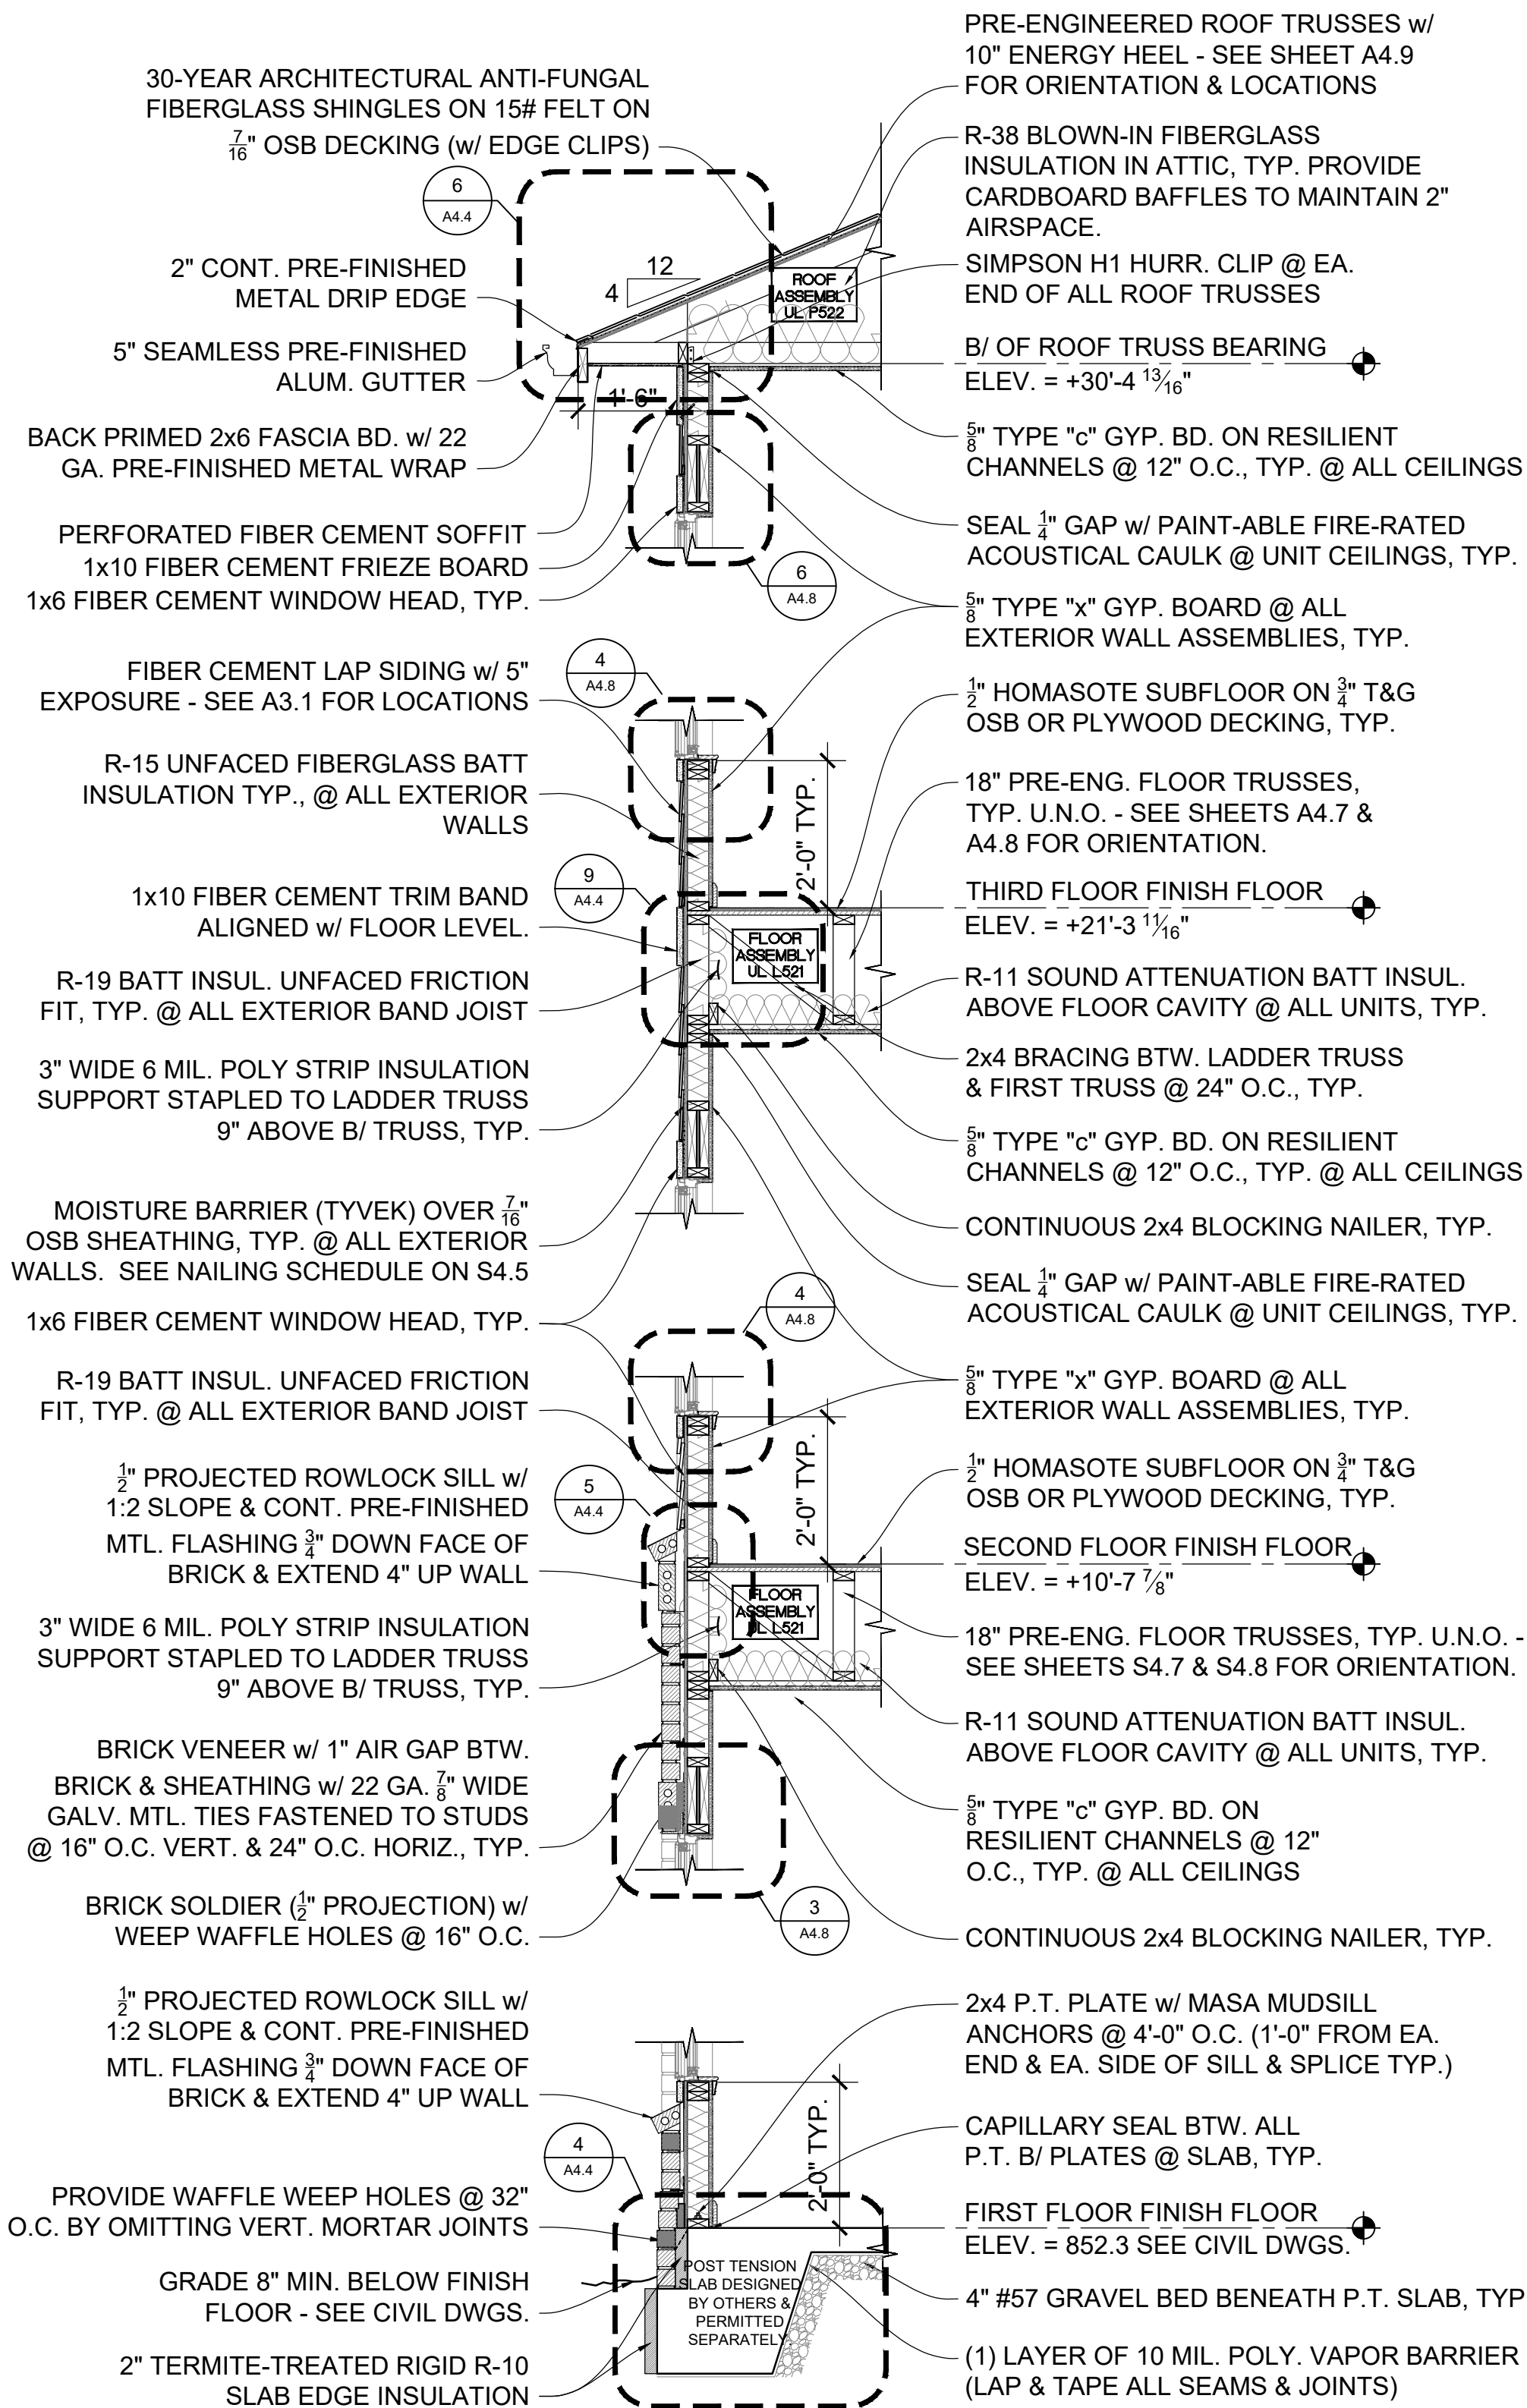 30-YEAR ARCHITECTURAL ANTI-FUNGAL
FIBERGLASS SHINGLES ON 15# FELT ON
7/16" OSB DECKING (w/ EDGE CLIPS)
6
A4.4
2" CONT. PRE-FINISHED
METAL DRIP EDGE
5" SEAMLESS PRE-FINISHED
ALUM. GUTTER
BACK PRIMED 2x6 FASCIA BD. w/ 22
GA. PRE-FINISHED METAL WRAP
PERFORATED FIBER CEMENT SOFFIT
1x10 FIBER CEMENT FRIEZE BOARD
1x6 FIBER CEMENT WINDOW HEAD, TYP.
12
4
ROOF
ASSEMBLY
UL P522
1'-6"
6
A4.8
PRE-ENGINEERED ROOF TRUSSES w/
10" ENERGY HEEL - SEE SHEET A4.9
FOR ORIENTATION & LOCATIONS
R-38 BLOWN-IN FIBERGLASS
INSULATION IN ATTIC, TYP. PROVIDE
CARDBOARD BAFFLES TO MAINTAIN 2"
AIRSPACE.
SIMPSON H1 HURR. CLIP @ EA.
END OF ALL ROOF TRUSSES
B/ OF ROOF TRUSS BEARING
ELEV. = +30'-4 13/16"
5/8" TYPE "c" GYP. BD. ON RESILIENT
CHANNELS @ 12" O.C., TYP. @ ALL CEILINGS
SEAL 1/4" GAP w/ PAINT-ABLE FIRE-RATED
ACOUSTICAL CAULK @ UNIT CEILINGS, TYP.
5/8" TYPE "x" GYP. BOARD @ ALL
EXTERIOR WALL ASSEMBLIES, TYP.
FIBER CEMENT LAP SIDING w/ 5"
EXPOSURE - SEE A3.1 FOR LOCATIONS
4
A4.8
R-15 UNFACED FIBERGLASS BATT
INSULATION TYP., @ ALL EXTERIOR
WALLS
9
A4.4
1x10 FIBER CEMENT TRIM BAND
ALIGNED w/ FLOOR LEVEL.
R-19 BATT INSUL. UNFACED FRICTION
FIT, TYP. @ ALL EXTERIOR BAND JOIST
3" WIDE 6 MIL. POLY STRIP INSULATION
SUPPORT STAPLED TO LADDER TRUSS
9" ABOVE B/ TRUSS, TYP.
MOISTURE BARRIER (TYVEK) OVER 7/16"
OSB SHEATHING, TYP. @ ALL EXTERIOR
WALLS. SEE NAILING SCHEDULE ON S4.5
1x6 FIBER CEMENT WINDOW HEAD, TYP.
2'-0" TYP.
FLOOR
ASSEMBLY
UL L521
1/2" HOMASOTE SUBFLOOR ON 3/4" T&G
OSB OR PLYWOOD DECKING, TYP.
18" PRE-ENG. FLOOR TRUSSES,
TYP. U.N.O. - SEE SHEETS A4.7 &
A4.8 FOR ORIENTATION.
THIRD FLOOR FINISH FLOOR
ELEV. = +21'-3 11/16"
R-11 SOUND ATTENUATION BATT INSUL.
ABOVE FLOOR CAVITY @ ALL UNITS, TYP.
2x4 BRACING BTW. LADDER TRUSS
& FIRST TRUSS @ 24" O.C., TYP.
5/8" TYPE "c" GYP. BD. ON RESILIENT
CHANNELS @ 12" O.C., TYP. @ ALL CEILINGS
CONTINUOUS 2x4 BLOCKING NAILER, TYP.
SEAL 1/4" GAP w/ PAINT-ABLE FIRE-RATED
ACOUSTICAL CAULK @ UNIT CEILINGS, TYP.
4
A4.8
R-19 BATT INSUL. UNFACED FRICTION
FIT, TYP. @ ALL EXTERIOR BAND JOIST
1/2" PROJECTED ROWLOCK SILL w/
1:2 SLOPE & CONT. PRE-FINISHED
MTL. FLASHING 3/4" DOWN FACE OF
BRICK & EXTEND 4" UP WALL
5
A4.4
3" WIDE 6 MIL. POLY STRIP INSULATION
SUPPORT STAPLED TO LADDER TRUSS
9" ABOVE B/ TRUSS, TYP.
BRICK VENEER w/ 1" AIR GAP BTW.
BRICK & SHEATHING w/ 22 GA. 7/8" WIDE
GALV. MTL. TIES FASTENED TO STUDS
@ 16" O.C. VERT. & 24" O.C. HORIZ., TYP.
BRICK SOLDIER (1/2" PROJECTION) w/
WEEP WAFFLE HOLES @ 16" O.C.
2'-0" TYP.
FLOOR
ASSEMBLY
UL L521
3
A4.8
5/8" TYPE "x" GYP. BOARD @ ALL
EXTERIOR WALL ASSEMBLIES, TYP.
1/2" HOMASOTE SUBFLOOR ON 3/4" T&G
OSB OR PLYWOOD DECKING, TYP.
SECOND FLOOR FINISH FLOOR
ELEV. = +10'-7 7/8"
18" PRE-ENG. FLOOR TRUSSES, TYP. U.N.O. -
SEE SHEETS S4.7 & S4.8 FOR ORIENTATION.
R-11 SOUND ATTENUATION BATT INSUL.
ABOVE FLOOR CAVITY @ ALL UNITS, TYP.
5/8" TYPE "c" GYP. BD. ON
RESILIENT CHANNELS @ 12"
O.C., TYP. @ ALL CEILINGS
CONTINUOUS 2x4 BLOCKING NAILER, TYP.
1/2" PROJECTED ROWLOCK SILL w/
1:2 SLOPE & CONT. PRE-FINISHED
MTL. FLASHING 3/4" DOWN FACE OF
BRICK & EXTEND 4" UP WALL
4
A4.4
PROVIDE WAFFLE WEEP HOLES @ 32"
O.C. BY OMITTING VERT. MORTAR JOINTS
GRADE 8" MIN. BELOW FINISH
FLOOR - SEE CIVIL DWGS.
2" TERMITE-TREATED RIGID R-10
SLAB EDGE INSULATION
2'-0" TYP.
POST TENSION
SLAB DESIGNED
BY OTHERS &
PERMITTED
SEPARATELY
2x4 P.T. PLATE w/ MASA MUDSILL
ANCHORS @ 4'-0" O.C. (1'-0" FROM EA.
END & EA. SIDE OF SILL & SPLICE TYP.)
CAPILLARY SEAL BTW. ALL
P.T. B/ PLATES @ SLAB, TYP.
FIRST FLOOR FINISH FLOOR
ELEV. = 852.3 SEE CIVIL DWGS.
4" #57 GRAVEL BED BENEATH P.T. SLAB, TYP
(1) LAYER OF 10 MIL. POLY. VAPOR BARRIER
(LAP & TAPE ALL SEAMS & JOINTS)